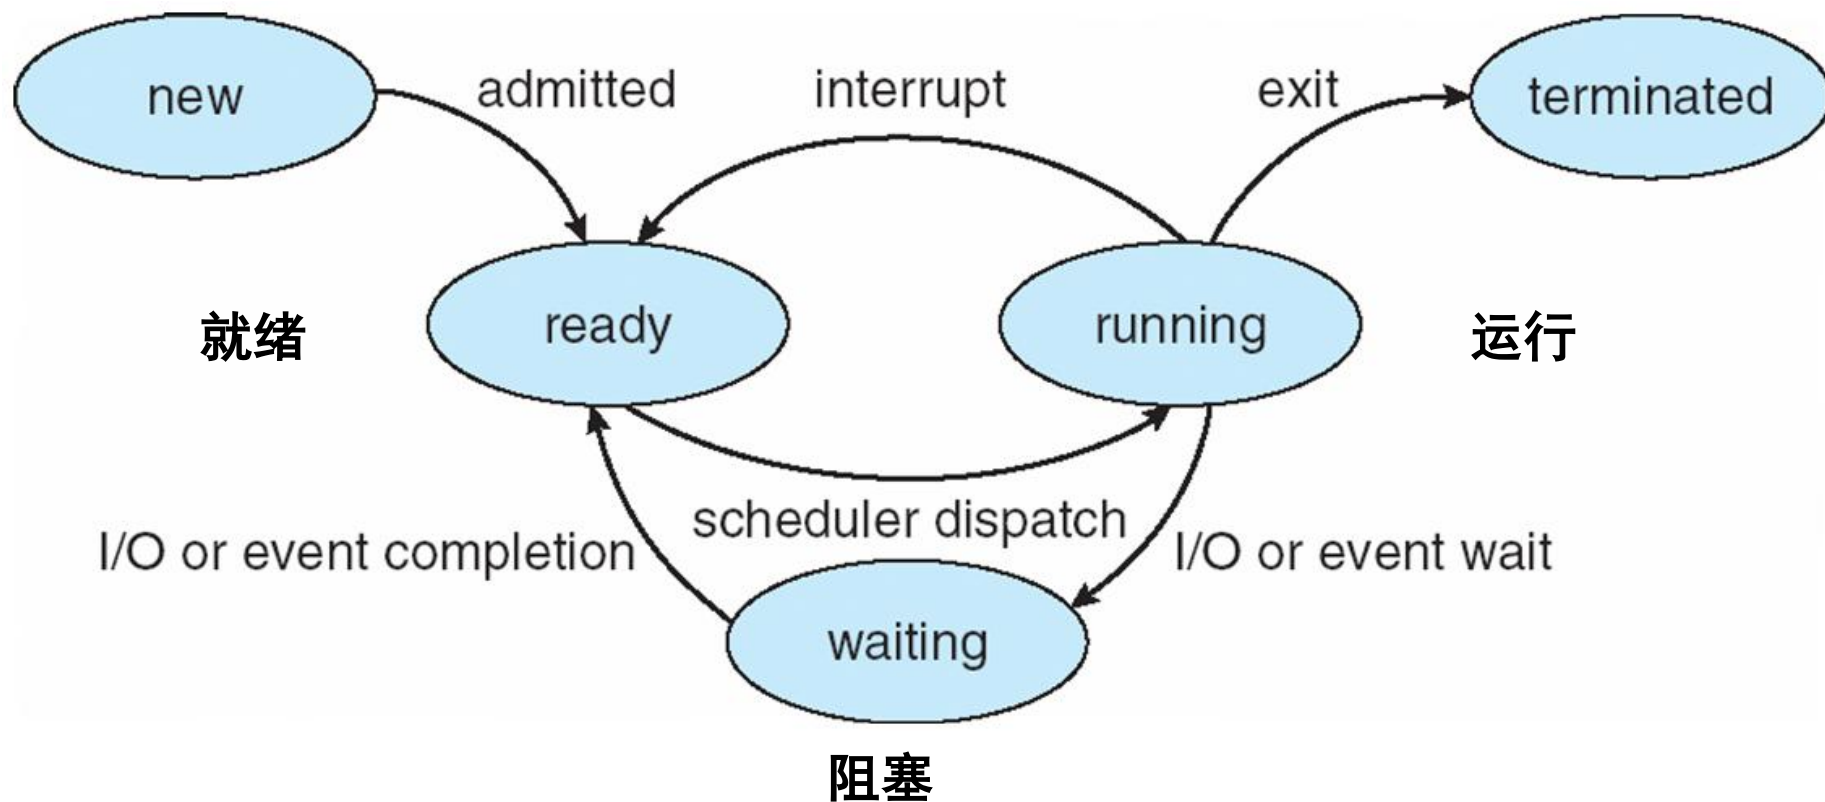 new
admitted
interrupt
exit
terminated
就绪
ready
running
运行
scheduler dispatch
I/O or event completion
I/O or event wait
waiting
阻塞